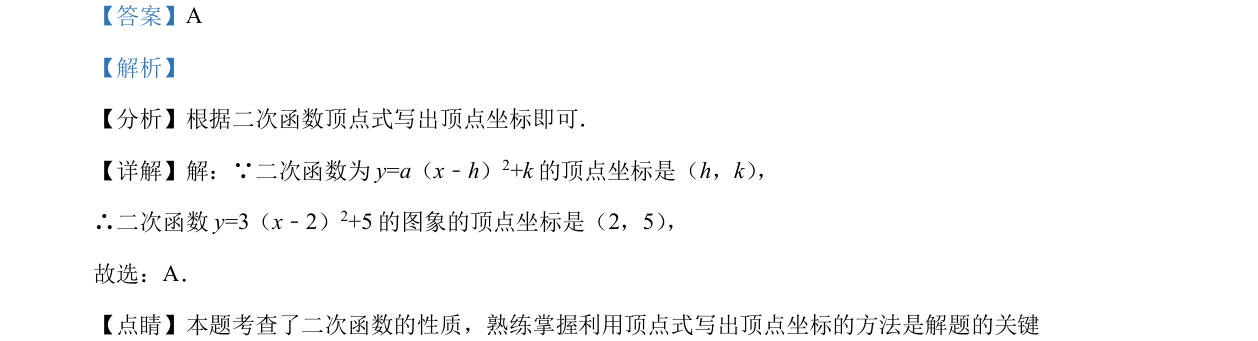 【答案】A
【解析】
【分析】根据二次函数顶点式写出顶点坐标即可．
【详解】解：∵二次函数为 y=a（x﹣h）²+k 的顶点坐标是（h，k），
∴二次函数 y=3（x﹣2）²+5 的图象的顶点坐标是（2，5），
故选：A．
【点睛】本题考查了二次函数的性质，熟练掌握利用顶点式写出顶点坐标的方法是解题的关键